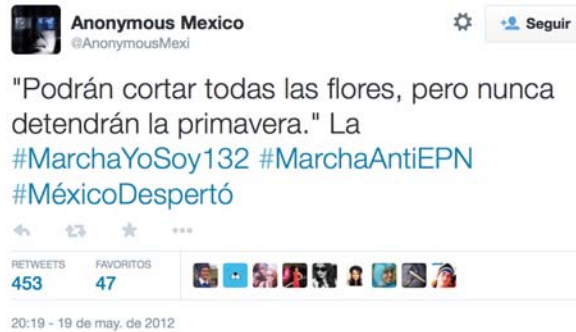 Anonymous Mexico
@AnonymousMexi
Seguir
"Podrán cortar todas las flores, pero nunca
detendrán la primavera." La
#MarchaYoSoy132 #MarchaAntiEPN
#MéxicoDespertó
RETWEETS FAVORITOS
453 47
20:19 - 19 de may. de 2012